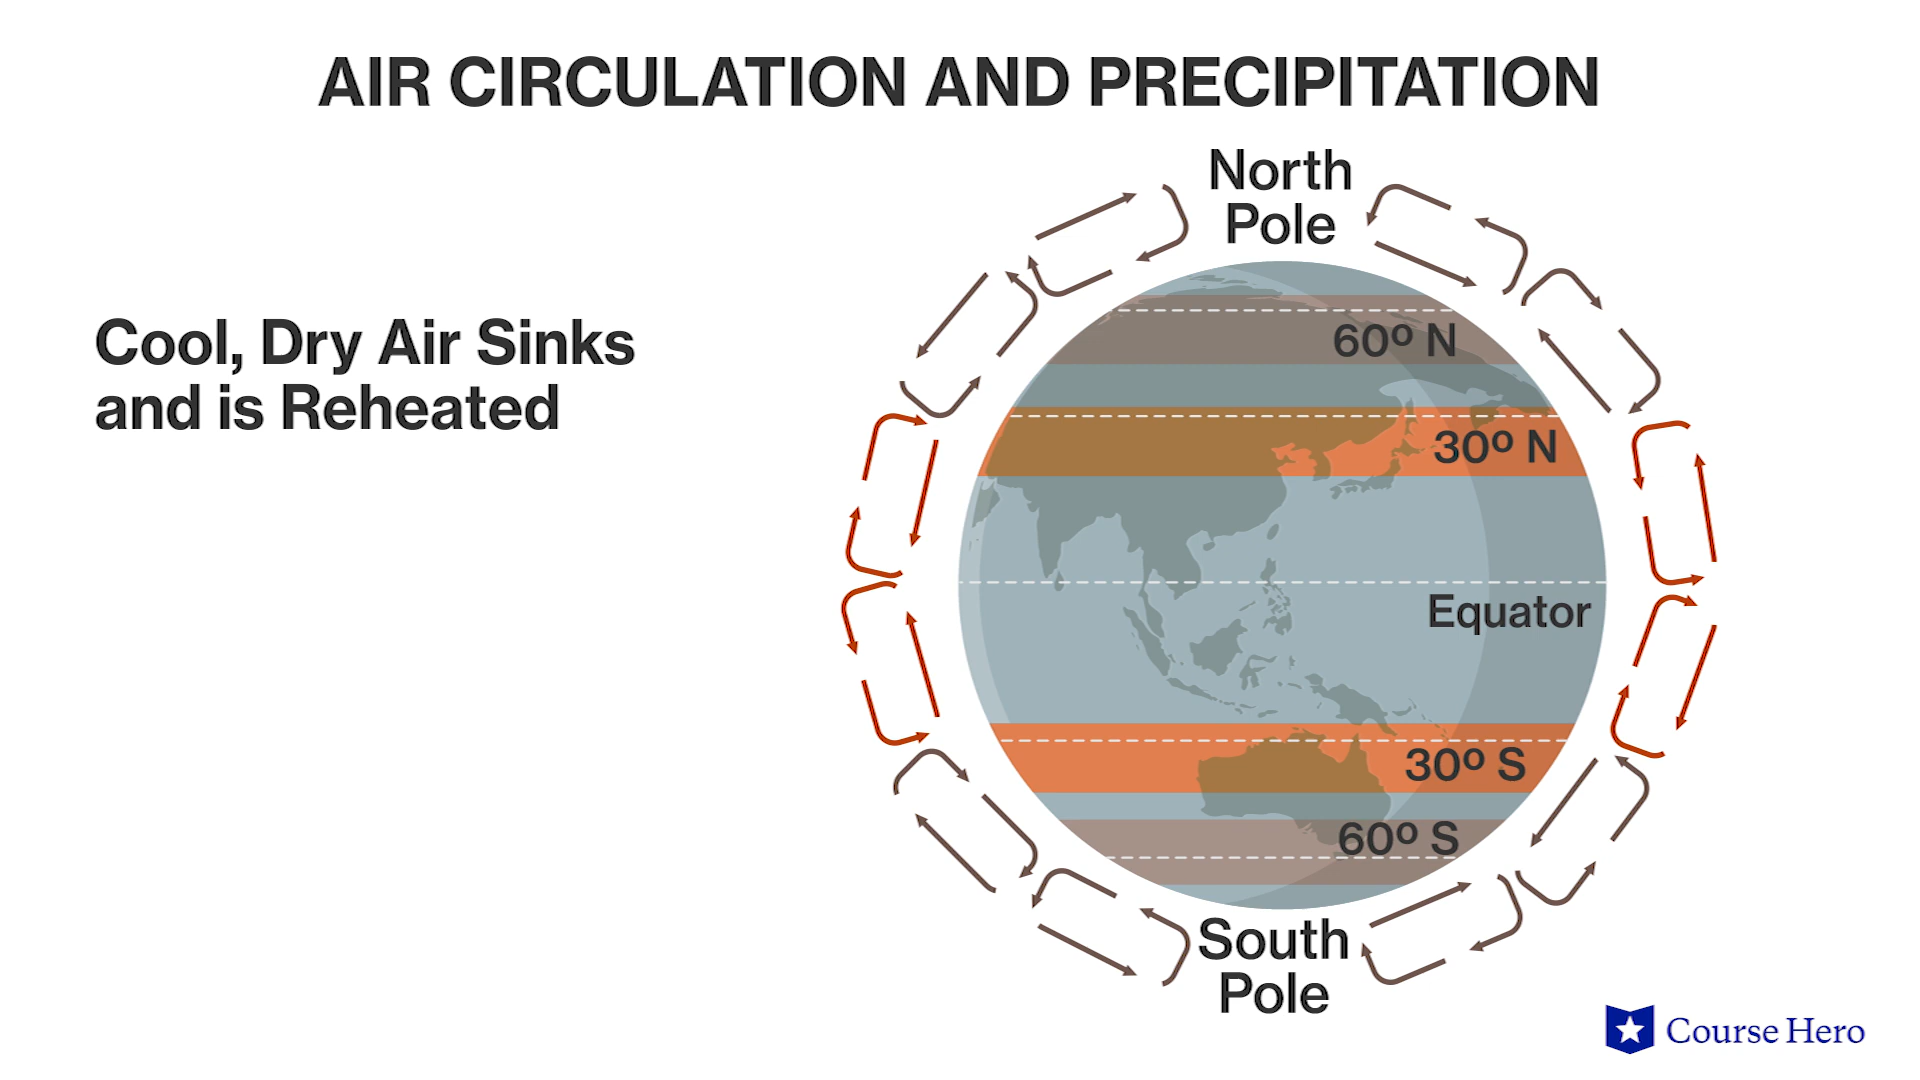 AIR CIRCULATION AND PRECIPITATION
North
Pole
Cool, Dry Air Sinks
and is Reheated
60º N
30º N
Equator
30º S
60º S
South
Pole
Course Hero